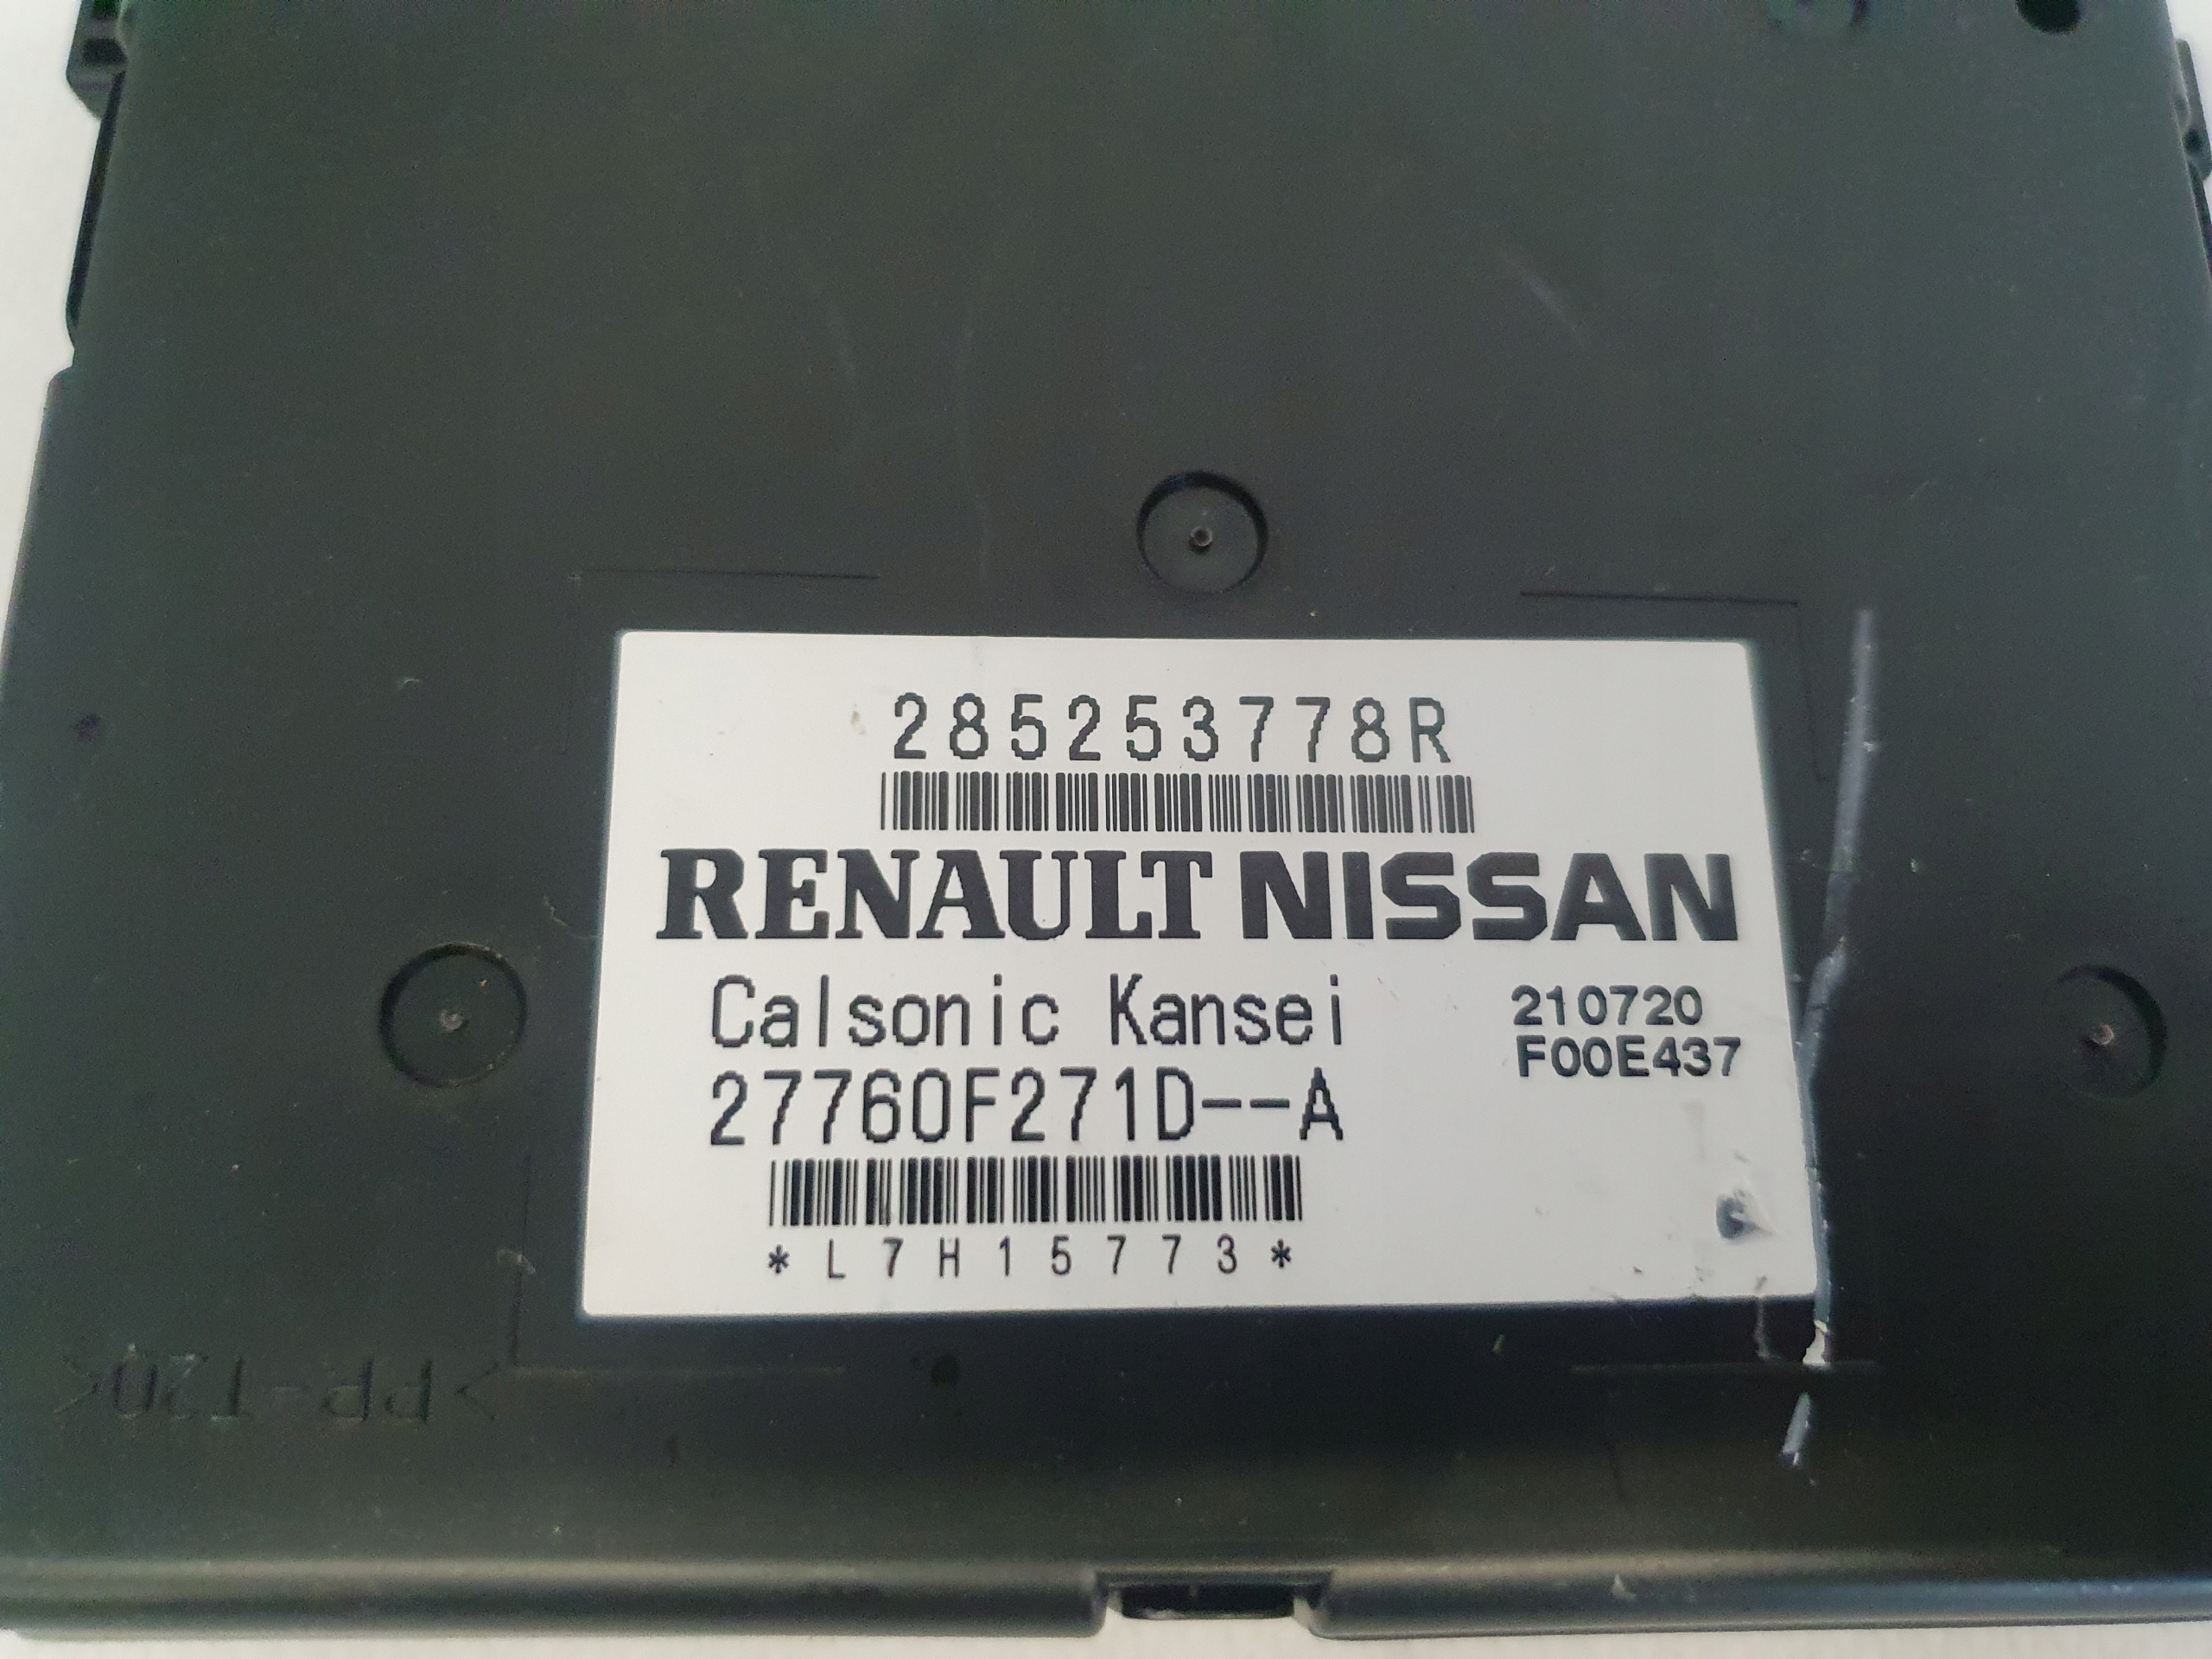 285253778R
RENAULT NISSAN
Calsonic Kansei
210720
F00E437
27760F271D--A
*L7H15773*
>PP-T20<